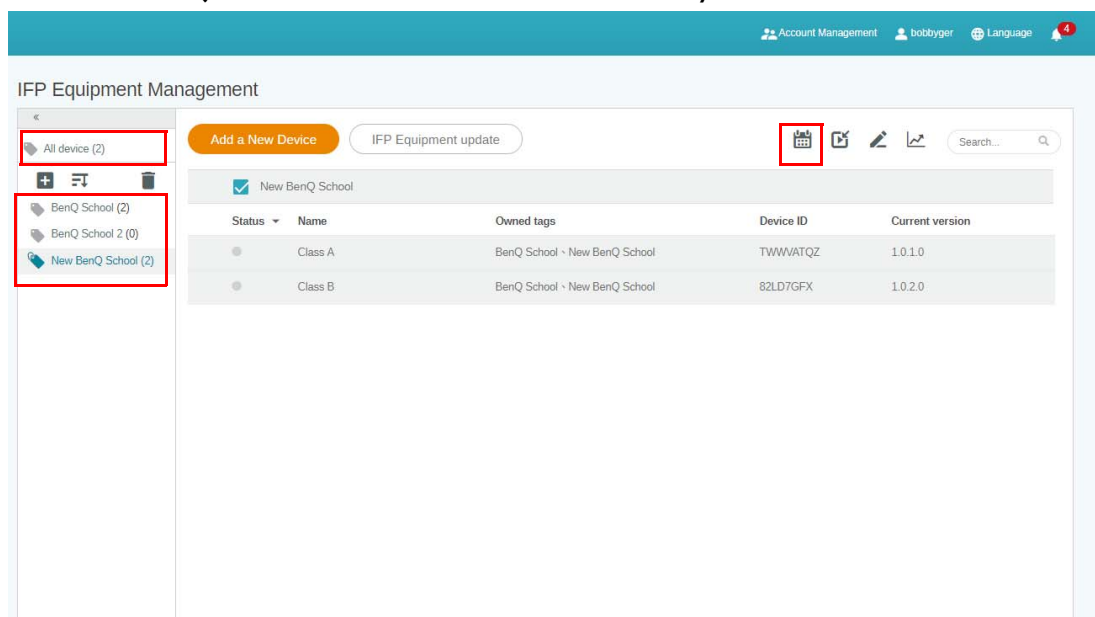 Account Management bobbyger Language 4
IFP Equipment Management
«
All device (2)
BenQ School (2)
BenQ School 2 (0)
New BenQ School (2)
Add a New Device IFP Equipment update Search...
New BenQ School
Status Name Owned tags Device ID Current version
Class A BenQ School、New BenQ School TWWVATQZ 1.0.1.0
Class B BenQ School、New BenQ School 82LD7GFX 1.0.2.0